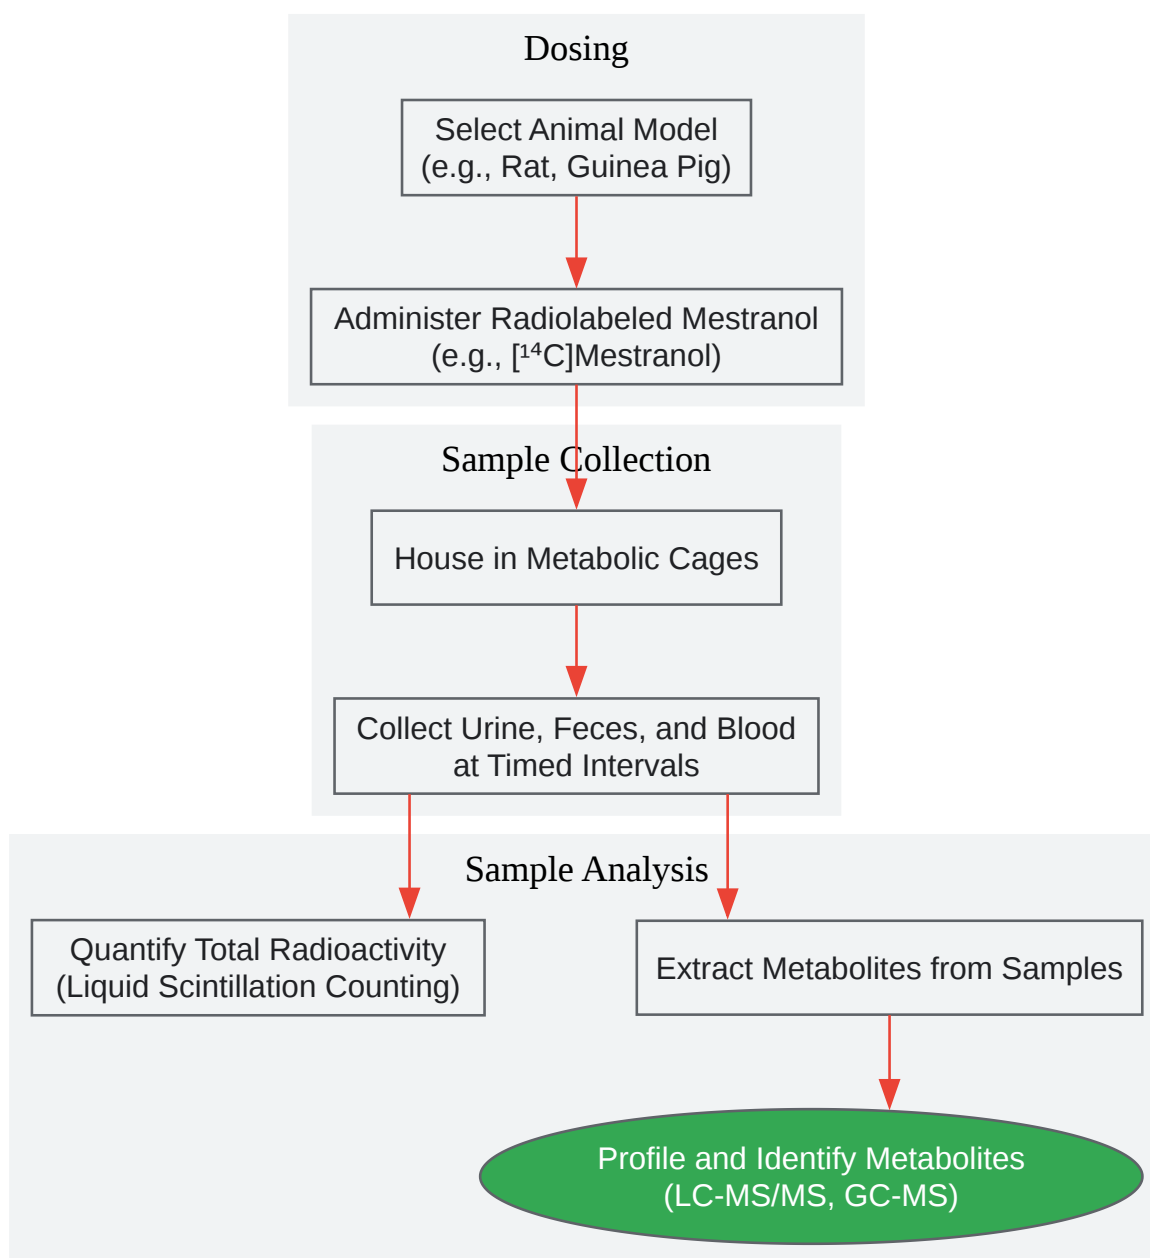 Dosing
Select Animal Model
(e.g., Rat, Guinea Pig)
Administer Radiolabeled Mestranol
(e.g., [¹⁴C]Mestranol)
Sample Collection
House in Metabolic Cages
Collect Urine, Feces, and Blood
at Timed Intervals
Sample Analysis
Quantify Total Radioactivity
(Liquid Scintillation Counting)
Extract Metabolites from Samples
Profile and Identify Metabolites
(LC-MS/MS, GC-MS)